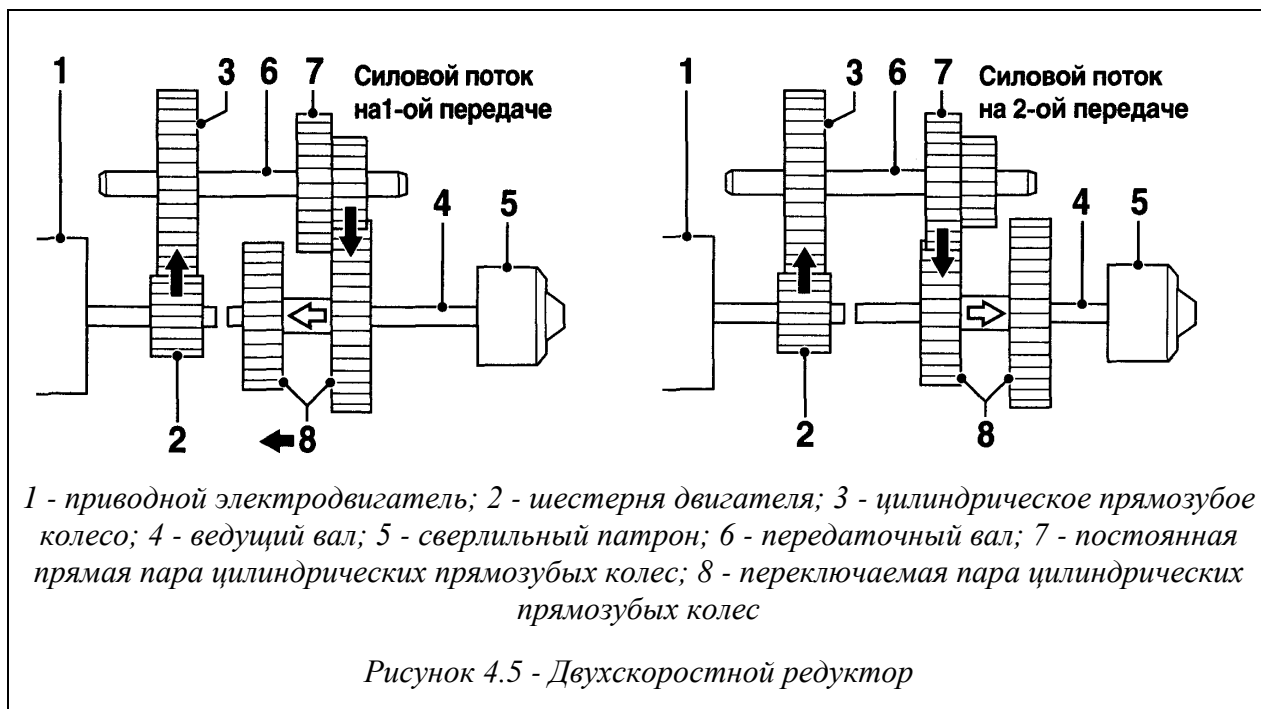 1 3 6 7 Силовой поток
на1-ой передаче
4 5
2 8
1 3 6 7 Силовой поток
на 2-ой передаче
4 5
2 8
1 - приводной электродвигатель; 2 - шестерня двигателя; 3 - цилиндрическое прямозубое
колесо; 4 - ведущий вал; 5 - сверлильный патрон; 6 - передаточный вал; 7 - постоянная
прямая пара цилиндрических прямозубых колес; 8 - переключаемая пара цилиндрических
прямозубых колес
Рисунок 4.5 - Двухскоростной редуктор